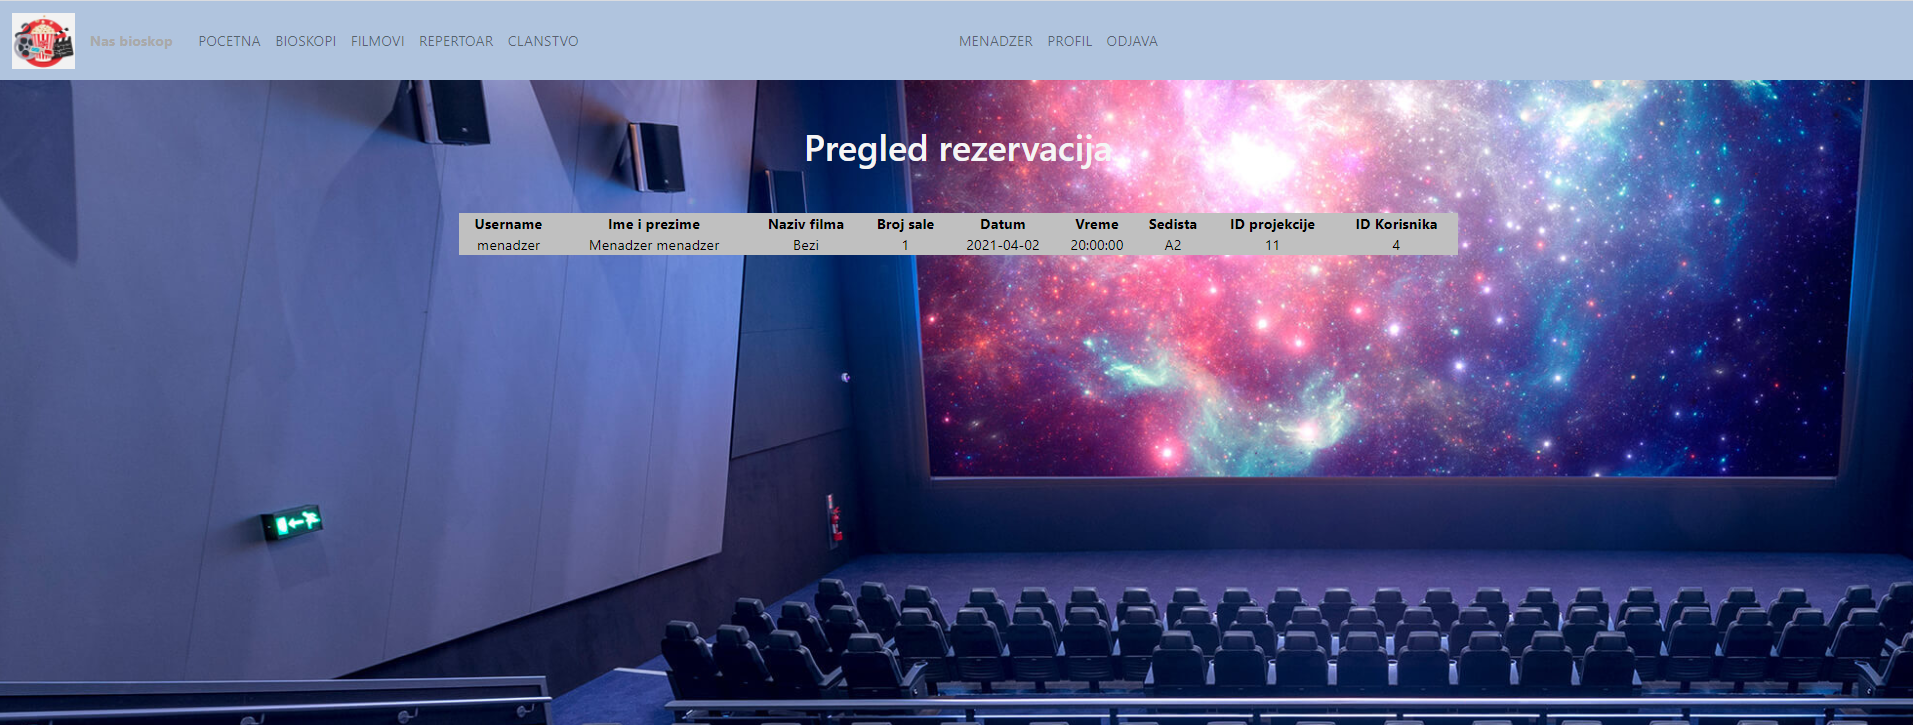 Nas bioskop POCETNA BIOSKOPI FILMOVI REPERTOAR CLANSTVO MENADZER PROFIL ODJAVA
Pregled rezervacija
Username Ime i prezime Naziv filma Broj sale Datum Vreme Sedista ID projekcije ID Korisnika
menadzer Menadzer menadzer Bezi 1 2021-04-02 20:00:00 A2 11 4